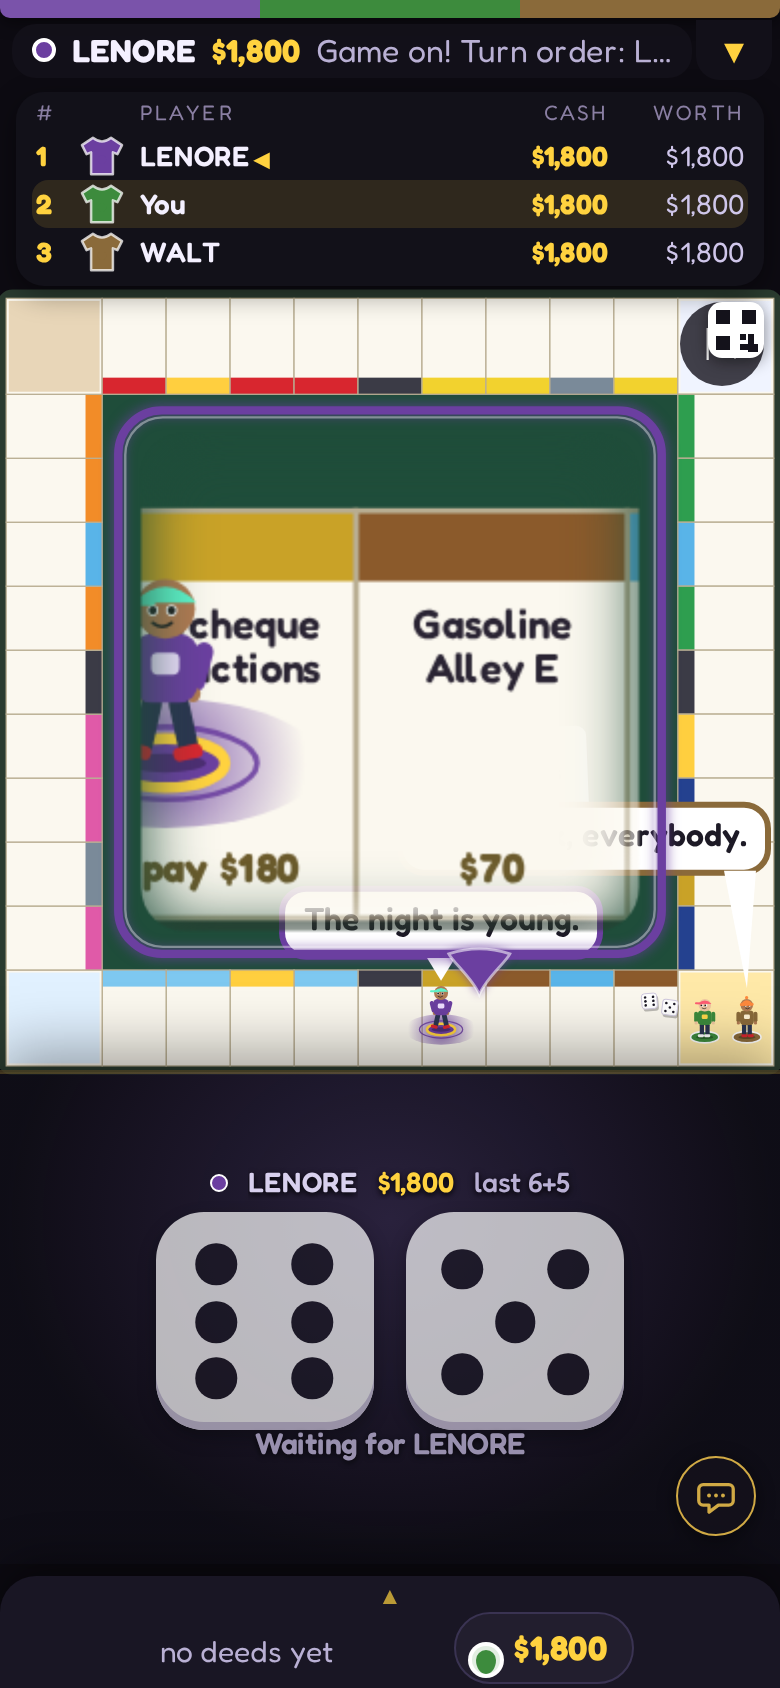 LENORE $1,800 Game on! Turn order: L...
▼
# PLAYER CASH WORTH
1 LENORE ◀ $1,800 $1,800
2 You $1,800 $1,800
3 WALT $1,800 $1,800
cheque
Gasoline
Alley E
everybody.
pay $180
$70
The night is young.
LENORE $1,800 last 6+5
Waiting for LENORE
▲
no deeds yet
$1,800